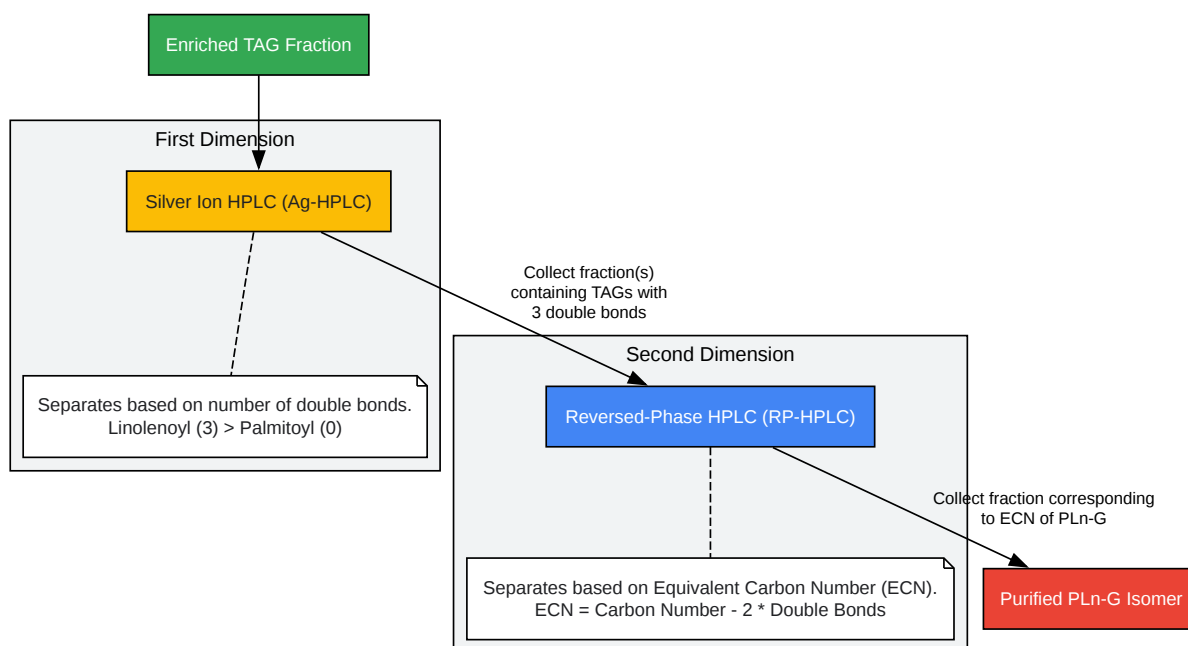 Enriched TAG Fraction
First Dimension
Silver Ion HPLC (Ag-HPLC)
Collect fraction(s)
containing TAGs with
3 double bonds
Separates based on number of double bonds.
Linolenoyl (3) > Palmitoyl (0)
Second Dimension
Reversed-Phase HPLC (RP-HPLC)
Collect fraction corresponding
to ECN of PLn-G
Separates based on Equivalent Carbon Number (ECN).
ECN = Carbon Number - 2 * Double Bonds
Purified PLn-G Isomer